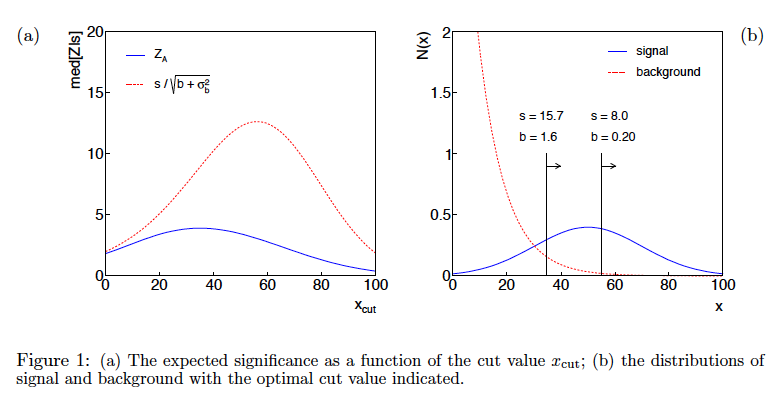 (a)
med[Z|s]
20
15
10
5
0
Z_A
s / √b + σ_b^2
0 20 40 60 80 100
x_cut
(b)
N(x)
2
1.5
1
0.5
0
signal
background
s = 15.7 s = 8.0
b = 1.6 b = 0.20
0 20 40 60 80 100
x
Figure 1: (a) The expected significance as a function of the cut value x_cut; (b) the distributions of
signal and background with the optimal cut value indicated.